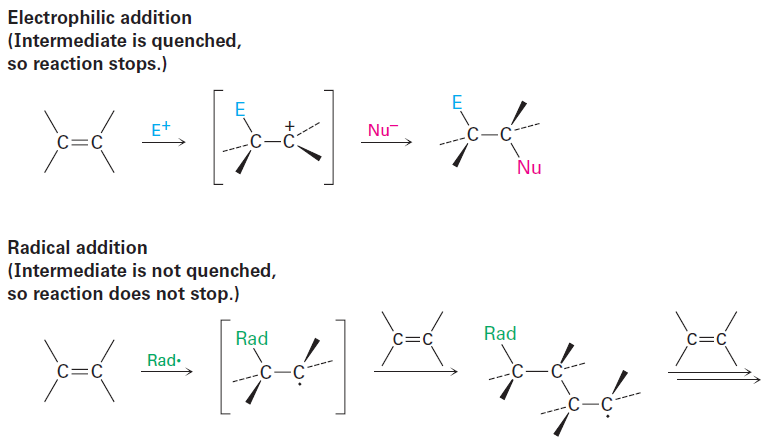 Electrophilic addition
(Intermediate is quenched,
so reaction stops.)
C=C
E+
E
+
C—C
Nu−
E
C—C
Nu
Radical addition
(Intermediate is not quenched,
so reaction does not stop.)
C=C
Rad·
Rad
C—C·
C=C
Rad
C—C
C—C·
C=C